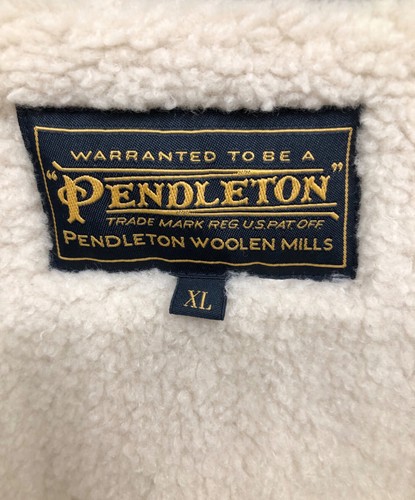 WARRANTED TO BE A
"PENDLETON"
TRADE MARK REG. U.S. PAT. OFF.
PENDLETON WOOLEN MILLS
XL